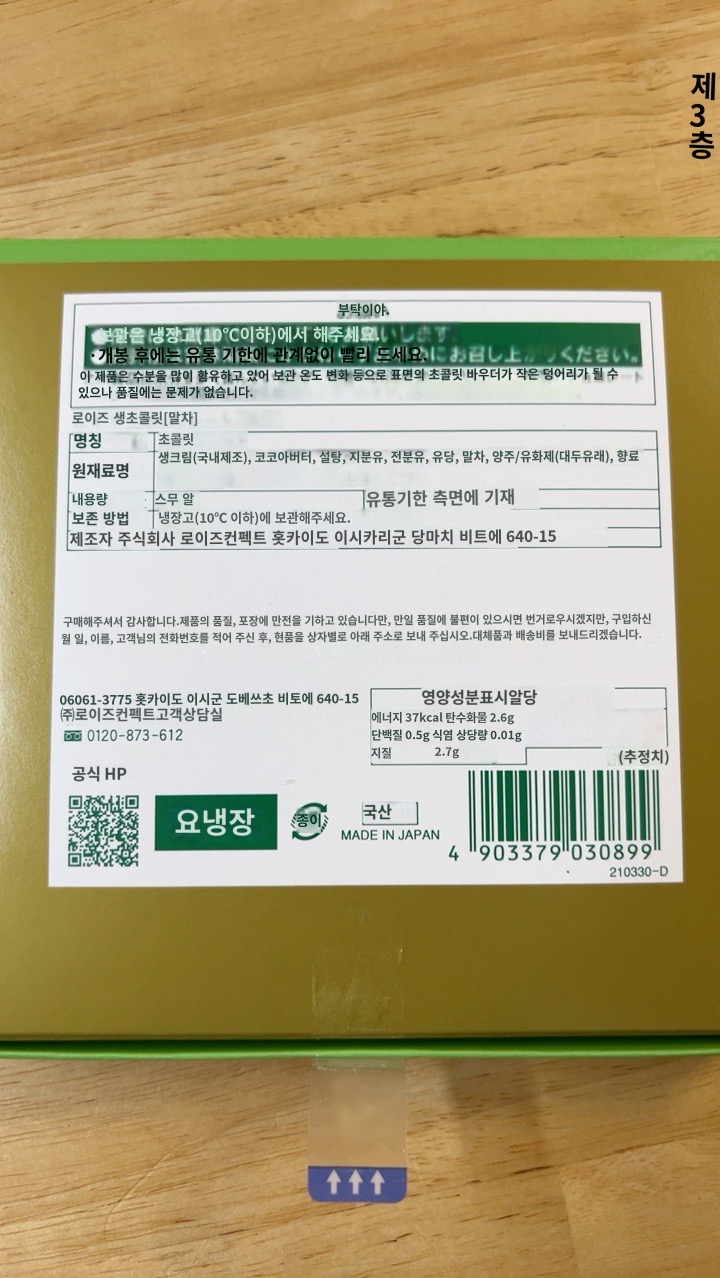 제
3
층
부탁이야.
보관은 냉장고(10℃이하)에서 해주세요. いします
·개봉 후에는 유통 기한에 관계없이 빨리 드세요. にお召し上がりください。
이 제품은 수분을 많이 함유하고 있어 보관 온도 변화 등으로 표면의 초콜릿 바우더가 작은 덩어리가 될 수
있으나 품질에는 문제가 없습니다.
로이즈 생초콜릿[말차]
명칭 초콜릿
원재료명 생크림(국내제조), 코코아버터, 설탕, 지분유, 전분유, 유당, 말차, 양주/유화제(대두유래), 향료
내용량 스무 알 유통기한 측면에 기재
보존 방법 냉장고(10℃ 이하)에 보관해주세요.
제조자 주식회사 로이즈컨펙트 홋카이도 이시카리군 당마치 비트에 640-15
구매해주셔서 감사합니다.제품의 품질, 포장에 만전을 기하고 있습니다만, 만일 품질에 불편이 있으시면 번거로우시겠지만, 구입하신
월 일, 이름, 고객님의 전화번호를 적어 주신 후, 현품을 상자별로 아래 주소로 보내 주십시오.대체품과 배송비를 보내드리겠습니다.
06061-3775 홋카이도 이시군 도베쓰초 비토에 640-15
㈜로이즈컨펙트고객상담실
0120-873-612
영양성분표시알당
에너지 37kcal 탄수화물 2.6g
단백질 0.5g 식염 상당량 0.01g
지질 2.7g
(추정치)
공식 HP
요냉장
종이
국산
MADE IN JAPAN
4 903379 030899
210330-D